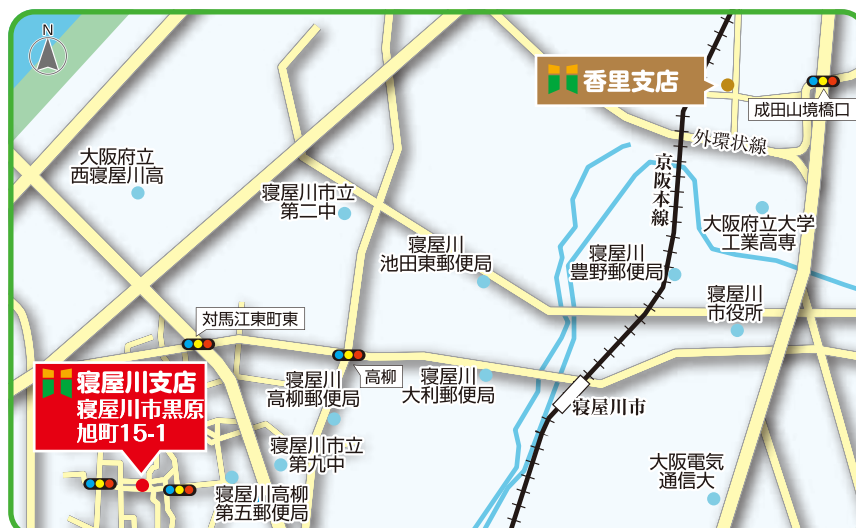 N
香里支店
成田山境橋口
外環状線
京阪本線
大阪府立
西寝屋川高
寝屋川市立
第二中
寝屋川
池田東郵便局
寝屋川
豊野郵便局
大阪府立大学
工業高専
寝屋川
市役所
対馬江東町東
高柳
寝屋川
高柳郵便局
寝屋川
大利郵便局
寝屋川市
寝屋川支店
寝屋川市黒原
旭町15-1
寝屋川市立
第九中
寝屋川高柳
第五郵便局
大阪電気
通信大